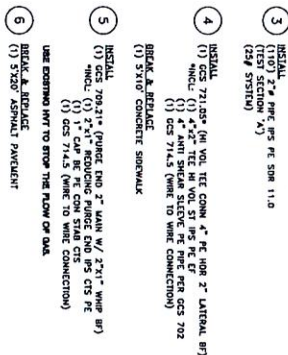 3
INSTALL
(110') 2"ø PIPE IPS PE SDR 11.0
(TEST SECTION 'A')
(25# SYSTEM)
4
INSTALL
(1) GCS 721.05* (HI VOL TEE CONN 4" PE HDR 2" LATERAL BF)
*INCL: (1) 4"x2" TEE HI VOL ST IPS PE EF
(1) 4" ANTI SHEAR SLEEVE PE PIPE PER GCS 702
(1) GCS 714.5 (WIRE TO WIRE CONNECTION)
BREAK & REPLACE
(1) 5'X10' CONCRETE SIDEWALK
5
INSTALL
(1) GCS 709.21* (PURGE END 2" MAIN W/ 2"X1" WHIP BF)
*INCL: (1) 2"x1" REDUCING PURGE END IPS CTS PE
(1) 1" CAP BE PE CON STAB CTS
(1) GCS 714.5 (WIRE TO WIRE CONNECTION)
USE EXISTING HVT TO STOP THE FLOW OF GAS.
6
BREAK & REPLACE
(1) 5'X20' ASPHALT PAVEMENT